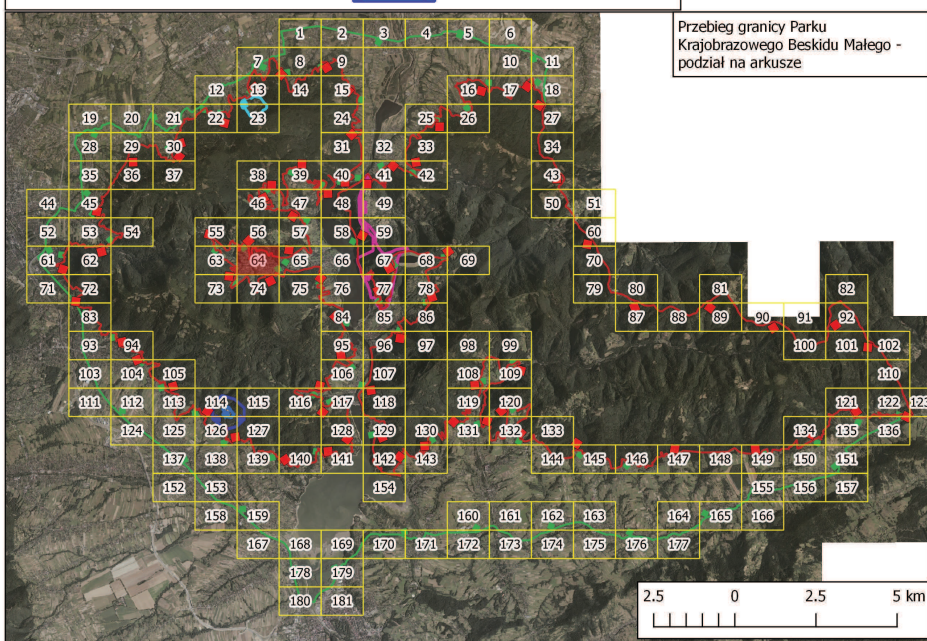 Przebieg granicy Parku
Krajobrazowego Beskidu Małego -
podział na arkusze
1 2 3 4 5 6
7 8 9 10 11
12 13 14 15 16 17 18
19 20 21 22 23 24 25 26 27
28 29 30 31 32 33 34
35 36 37 38 39 40 41 42 43
44 45 46 47 48 49 50 51
52 53 54 55 56 57 58 59 60
61 62 63 64 65 66 67 68 69 70
71 72 73 74 75 76 77 78 79 80 81 82
83 84 85 86 87 88 89 90 91 92
93 94 95 96 97 98 99 100 101 102
103 104 105 106 107 108 109 110
111 112 113 114 115 116 117 118 119 120 121 122 123
124 125 126 127 128 129 130 131 132 133 134 135 136
137 138 139 140 141 142 143 144 145 146 147 148 149 150 151
152 153 154 155 156 157
158 159 160 161 162 163 164 165 166
167 168 169 170 171 172 173 174 175 176 177
178 179
180 181
2.5 0 2.5 5 km